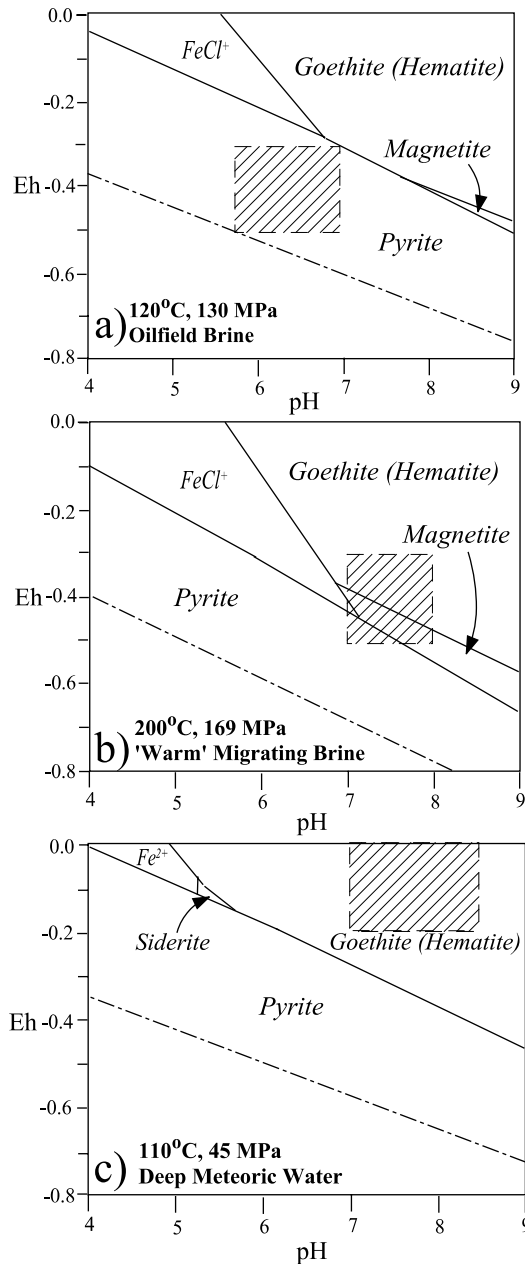 0.0
FeCl⁺
Goethite (Hematite)
-0.2
Magnetite
Eh -0.4
Pyrite
-0.6
a) 120°C, 130 MPa
Oilfield Brine
-0.8
4 5 6 7 8 9
pH
0.0
FeCl⁺
Goethite (Hematite)
-0.2
Magnetite
Eh -0.4
Pyrite
-0.6
b) 200°C, 169 MPa
'Warm' Migrating Brine
-0.8
4 5 6 7 8 9
pH
0.0
Fe²⁺
-0.2
Siderite
Goethite (Hematite)
Eh -0.4
Pyrite
-0.6
c) 110°C, 45 MPa
Deep Meteoric Water
-0.8
4 5 6 7 8 9
pH